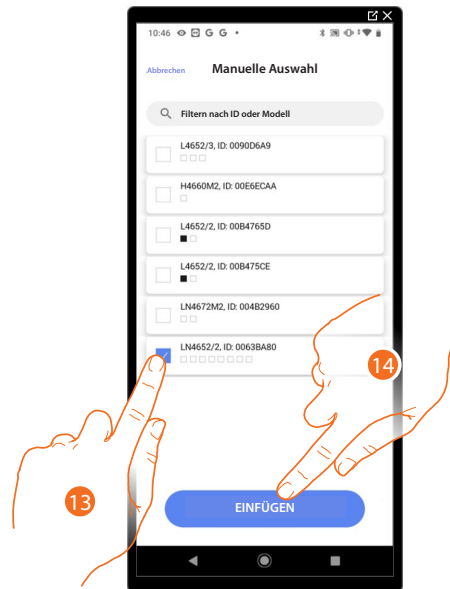 10:46 G G
Abbrechen Manuelle Auswahl
Filtern nach ID oder Modell
L4652/3, ID: 0090D6A9
H4660M2, ID: 00E6ECAA
L4652/2, ID: 00B4765D
L4652/2, ID: 00B475CE
LN4672M2, ID: 004B2960
LN4652/2, ID: 0063BA80
14
13
EINFÜGEN